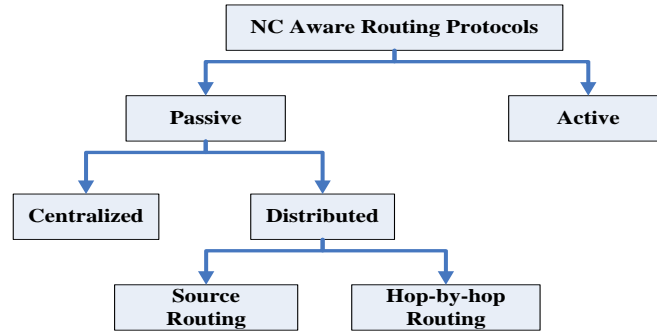 NC Aware Routing Protocols
Passive
Active
Centralized
Distributed
Source
Routing
Hop-by-hop
Routing